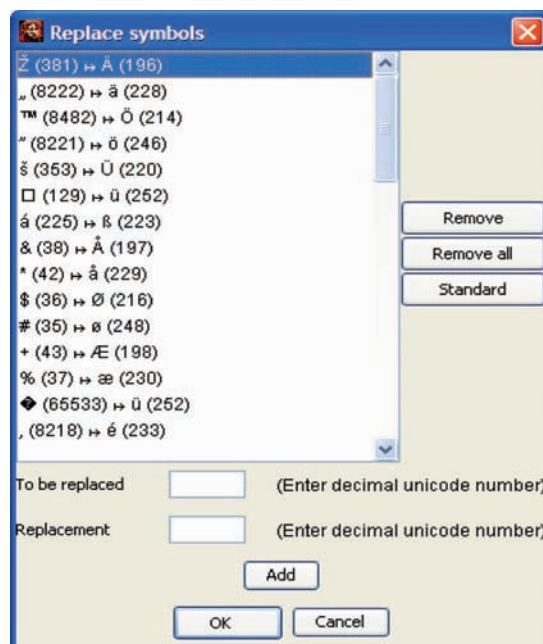 Replace symbols
Ž (381) ↦ Ä (196)
„ (8222) ↦ ä (228)
™ (8482) ↦ Ö (214)
” (8221) ↦ ö (246)
š (353) ↦ Ü (220)
□ (129) ↦ ü (252)
á (225) ↦ ß (223)
& (38) ↦ Å (197)
* (42) ↦ å (229)
$ (36) ↦ Ø (216)
# (35) ↦ ø (248)
+ (43) ↦ Æ (198)
% (37) ↦ æ (230)
� (65533) ↦ ü (252)
‚ (8218) ↦ é (233)
Remove
Remove all
Standard
To be replaced (Enter decimal unicode number)
Replacement (Enter decimal unicode number)
Add
OK Cancel